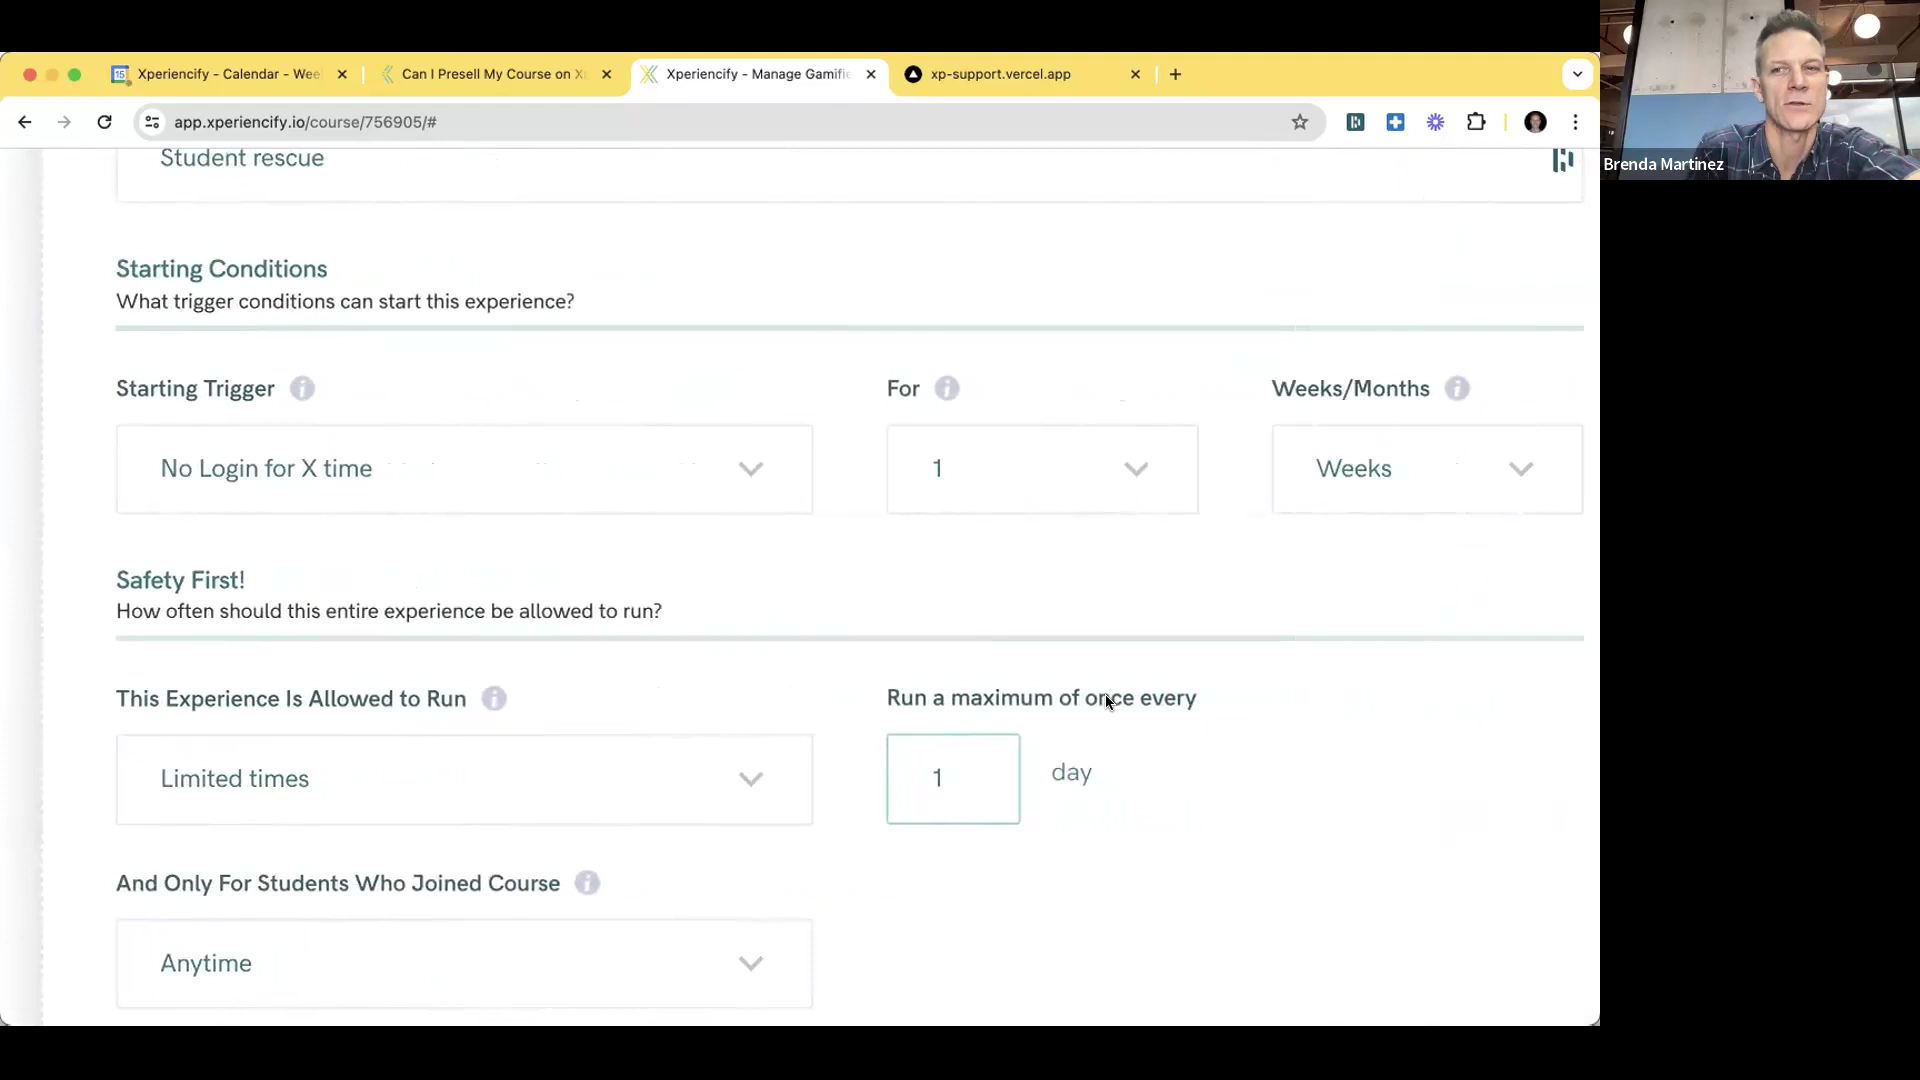 Xperiencify - Calendar - Wee
Can I Presell My Course on X
Xperiencify - Manage Gamifi
xp-support.vercel.app
app.xperiencify.io/course/756905/#
Brenda Martinez
Student rescue
Starting Conditions
What trigger conditions can start this experience?
Starting Trigger
For
Weeks/Months
No Login for X time
1
Weeks
Safety First!
How often should this entire experience be allowed to run?
This Experience Is Allowed to Run
Run a maximum of once every
Limited times
1
day
And Only For Students Who Joined Course
Anytime